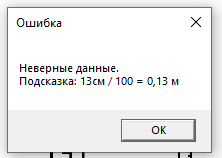 Ошибка
Неверные данные.
Подсказка: 13см / 100 = 0,13 м
OK